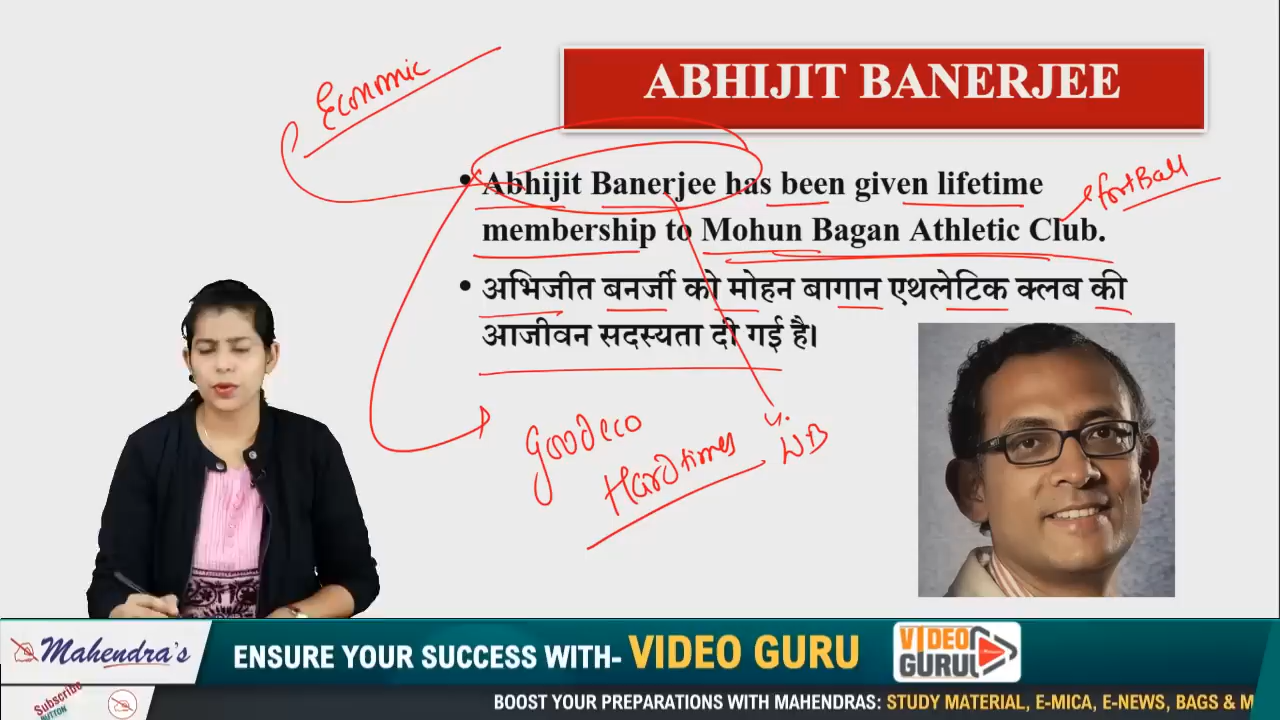 ABHIJIT BANERJEE
Economic
• Abhijit Banerjee has been given lifetime
membership to Mohun Bagan Athletic Club.
football
• अभिजीत बनर्जी को मोहन बागान एथलेटिक क्लब की
आजीवन सदस्यता दी गई है।
Good eco
Hard times
WB
Mahendra's
ENSURE YOUR SUCCESS WITH- VIDEO GURU
VIDEO
GURU
Subscribe
BUTTON
BOOST YOUR PREPARATIONS WITH MAHENDRAS: STUDY MATERIAL, E-MICA, E-NEWS, BAGS & M